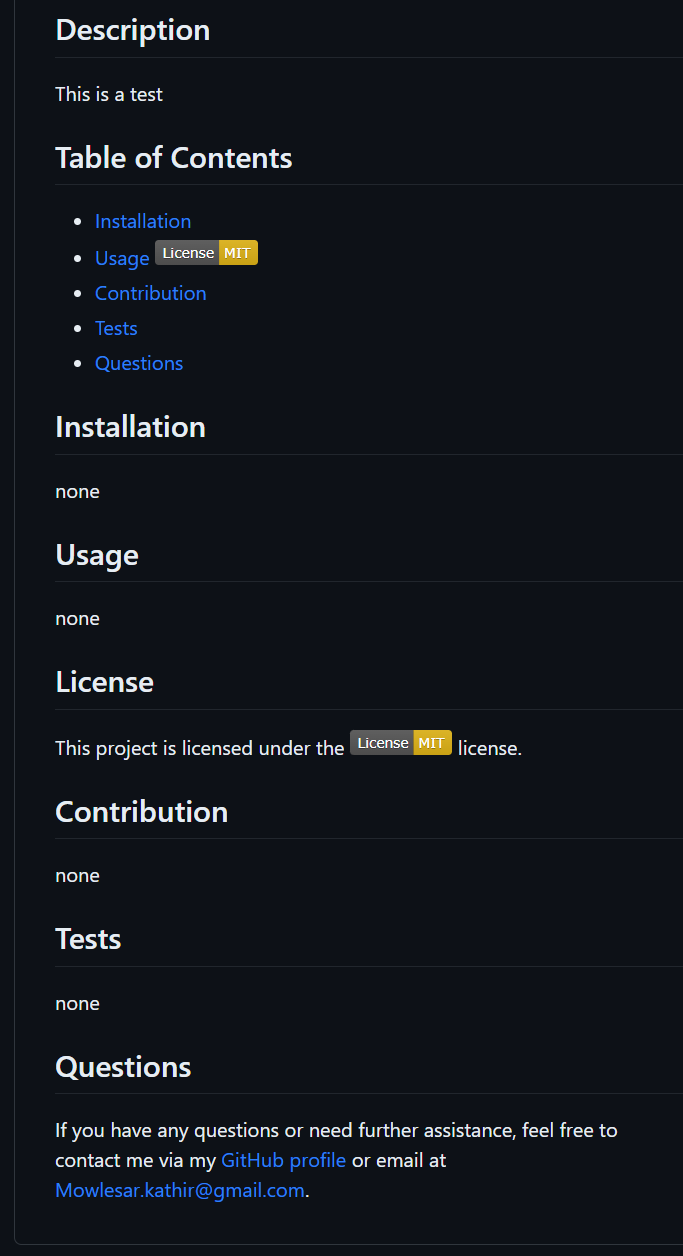 Description
This is a test
Table of Contents
Installation
Usage License MIT
Contribution
Tests
Questions
Installation
none
Usage
none
License
This project is licensed under the License MIT license.
Contribution
none
Tests
none
Questions
If you have any questions or need further assistance, feel free to
contact me via my GitHub profile or email at
Mowlesar.kathir@gmail.com.